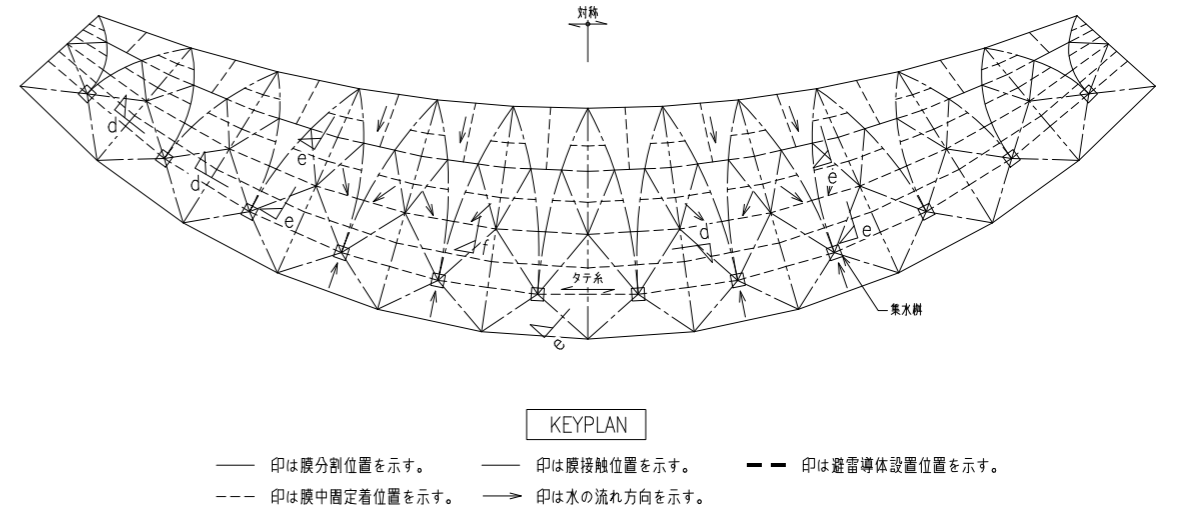 対称
d
e
e
d
d
e
e
f
e
タテ糸
集水桝
e
KEYPLAN
印は膜分割位置を示す。
印は膜接触位置を示す。
印は避雷導体設置位置を示す。
印は膜中間定着位置を示す。
印は水の流れ方向を示す。